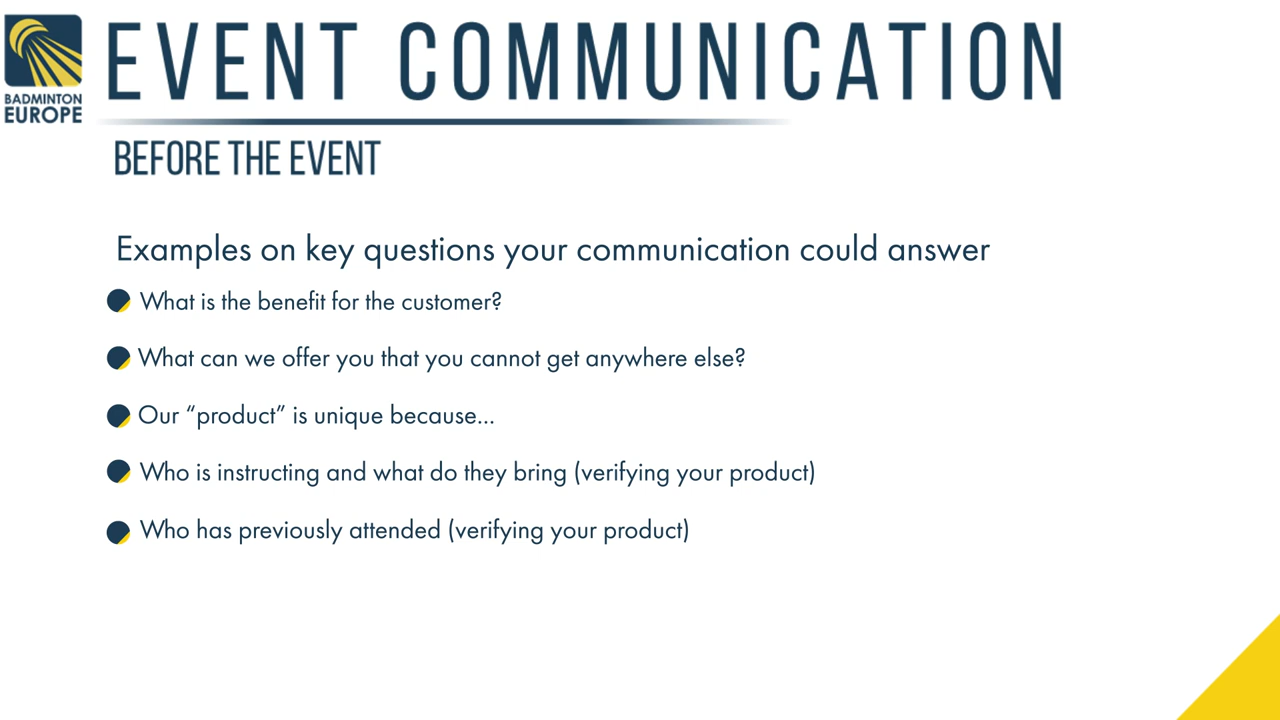 BADMINTON
EUROPE
EVENT COMMUNICATION
BEFORE THE EVENT
Examples on key questions your communication could answer
What is the benefit for the customer?
What can we offer you that you cannot get anywhere else?
Our “product” is unique because...
Who is instructing and what do they bring (verifying your product)
Who has previously attended (verifying your product)